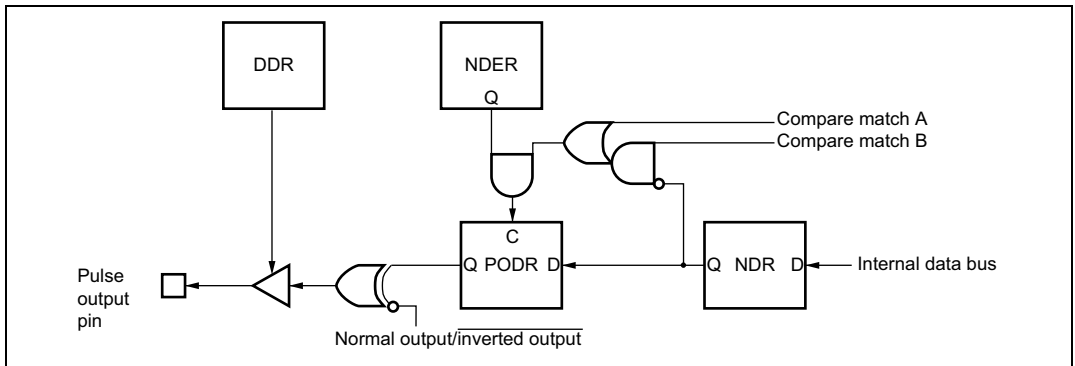 DDR
NDER
Q
Compare match A
Compare match B
C
Q PODR D
Q NDR D
Internal data bus
Pulse
output
pin
Normal output/inverted output